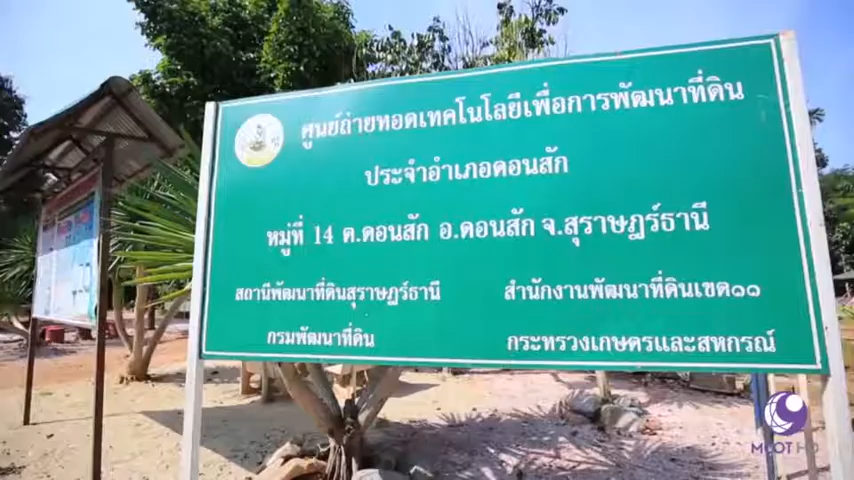 ศูนย์ถ่ายทอดเทคโนโลยีเพื่อการพัฒนาที่ดิน
ประจำอำเภอดอนสัก
หมู่ที่ 14 ต.ดอนสัก อ.ดอนสัก จ.สุราษฎร์ธานี
สถานีพัฒนาที่ดินสุราษฎร์ธานี สำนักงานพัฒนาที่ดินเขต๑๑
กรมพัฒนาที่ดิน กระทรวงเกษตรและสหกรณ์
MCOT HD